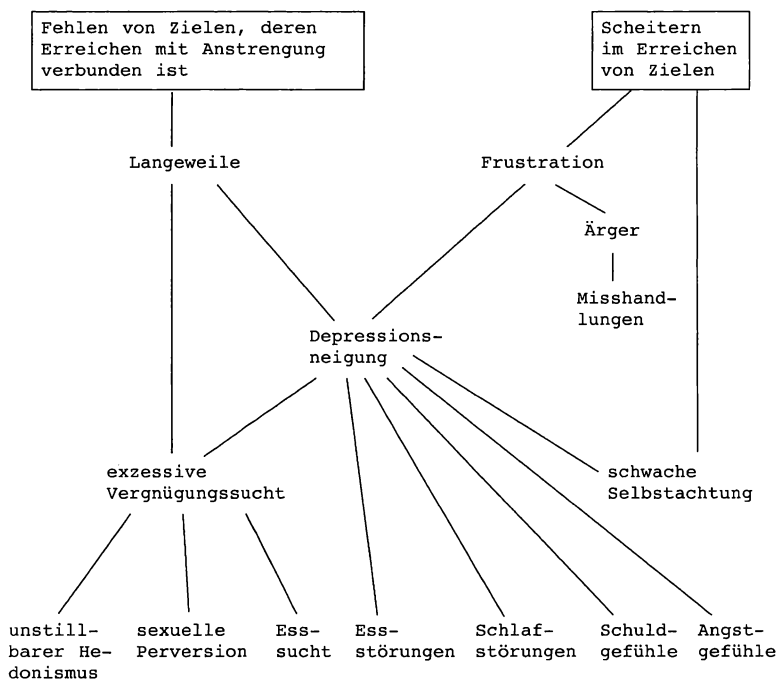 Fehlen von Zielen, deren
Erreichen mit Anstrengung
verbunden ist
Scheitern
im Erreichen
von Zielen
Langeweile
Frustration
Ärger
Misshand-
lungen
Depressions-
neigung
exzessive
Vergnügungssucht
schwache
Selbstachtung
unstill-
barer He-
donismus
sexuelle
Perversion
Ess-
sucht
Ess-
störungen
Schlaf-
störungen
Schuld-
gefühle
Angst-
gefühle